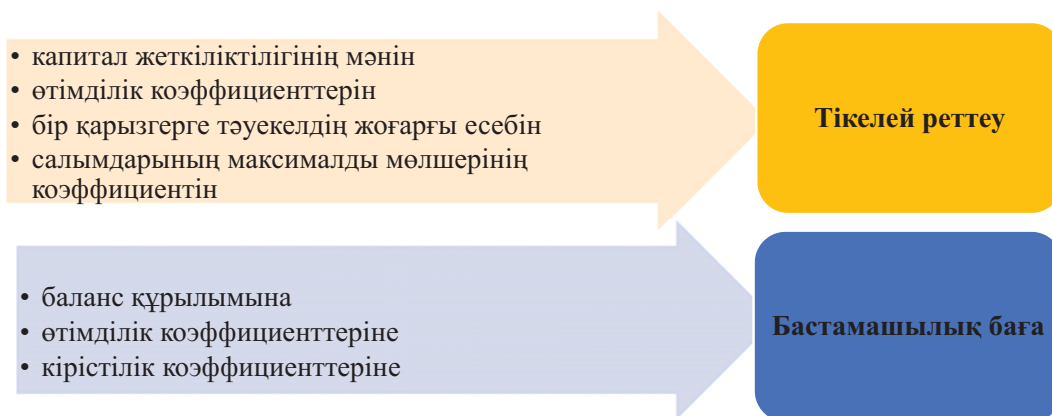 • капитал жеткіліктілігінің мәнін
• өтімділік коэффициенттерін
• бір қарызгерге тәуекелдің жоғарғы есебін
• салымдарының максималды мөлшерінің
коэффициентін
Тікелей реттеу
• баланс құрылымына
• өтімділік коэффициенттеріне
• кірістілік коэффициенттеріне
Бастамашылық баға